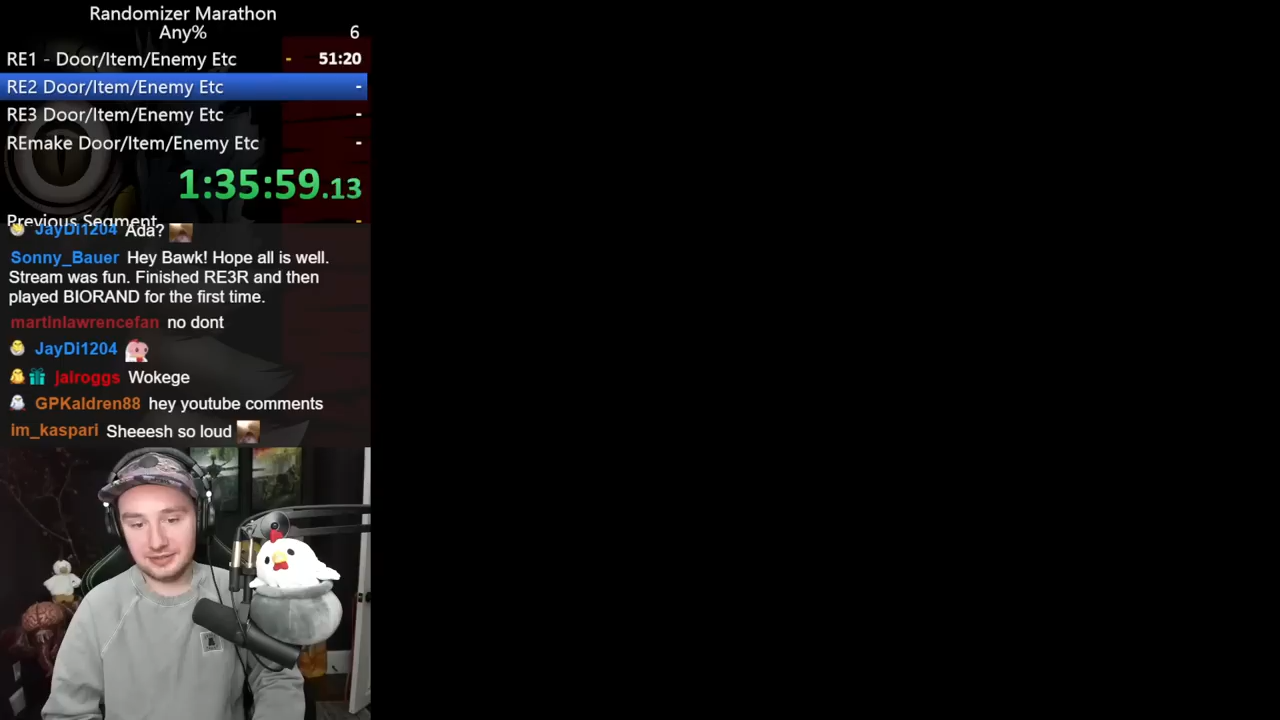 Randomizer Marathon
Any% 6
RE1 - Door/Item/Enemy Etc - 51:20
RE2 Door/Item/Enemy Etc -
RE3 Door/Item/Enemy Etc -
REmake Door/Item/Enemy Etc -
1:35:59.13
Previous Segment -
JayDi1204 Ada?
Sonny_Bauer Hey Bawk! Hope all is well.
Stream was fun. Finished RE3R and then
played BIORAND for the first time.
martinlawrencefan no dont
JayDi1204
jalroggs Wokege
GPKaldren88 hey youtube comments
im_kaspari Sheeesh so loud